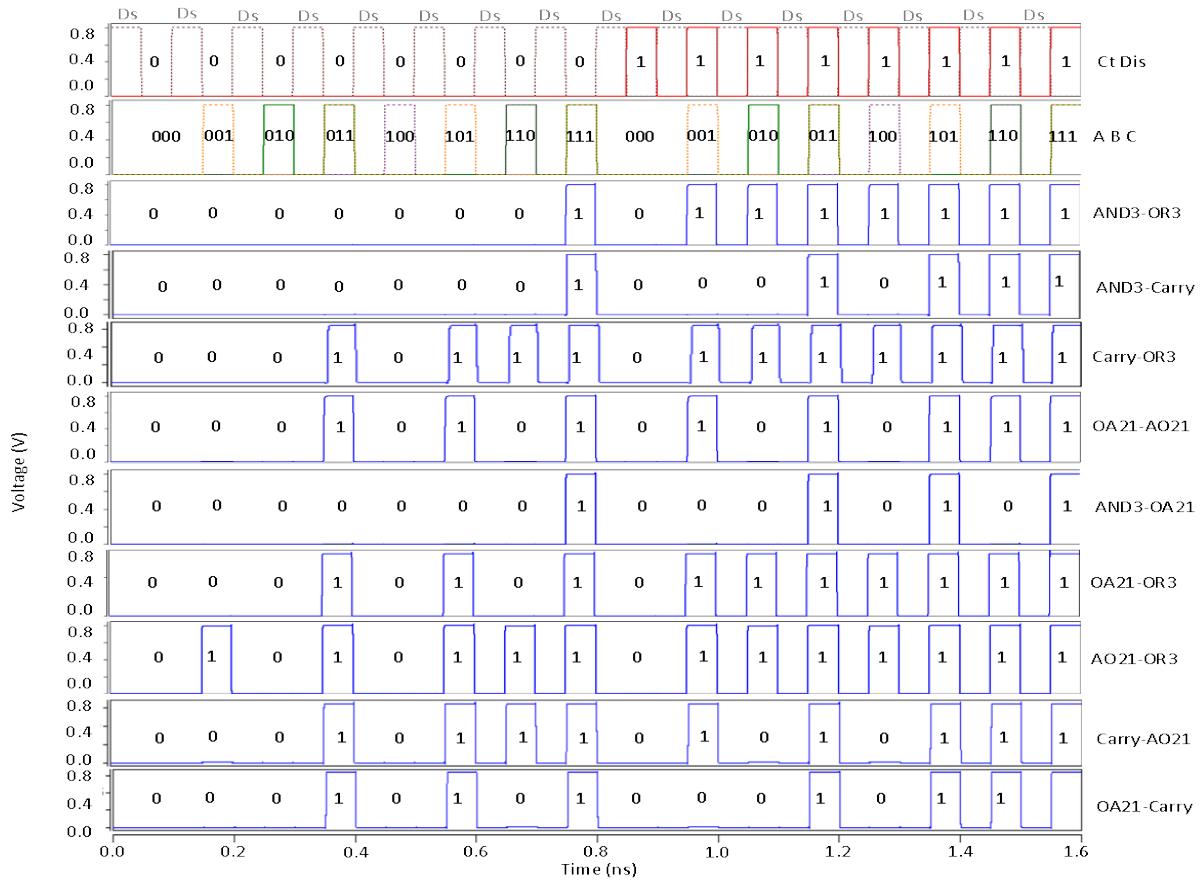 Ds Ds Ds Ds Ds Ds Ds Ds Ds Ds Ds Ds Ds Ds Ds Ds
0.8 0.4 0.0 0 0 0 0 0 0 0 0 1 1 1 1 1 1 1 1 Ct Dis
0.8 0.4 0.0 000 001 010 011 100 101 110 111 000 001 010 011 100 101 110 111 A B C
0.8 0.4 0.0 0 0 0 0 0 0 0 1 0 1 1 1 1 1 1 1 AND3-OR3
0.8 0.4 0.0 0 0 0 0 0 0 0 1 0 0 0 1 0 1 1 1 AND3-Carry
0.8 0.4 0.0 0 0 0 1 0 1 1 1 0 1 1 1 1 1 1 1 Carry-OR3
0.8 0.4 0.0 0 0 0 1 0 1 0 1 0 1 0 1 0 1 1 1 OA21-AO21
0.8 0.4 0.0 0 0 0 0 0 0 0 1 0 0 0 1 0 1 0 1 AND3-OA21
0.8 0.4 0.0 0 0 0 1 0 1 0 1 0 1 1 1 1 1 1 1 OA21-OR3
0.8 0.4 0.0 0 1 0 1 0 1 1 1 0 1 1 1 1 1 1 1 AO21-OR3
0.8 0.4 0.0 0 0 0 1 0 1 1 1 0 1 0 1 0 1 1 1 Carry-AO21
0.8 0.4 0.0 0 0 0 1 0 1 0 1 0 0 0 1 0 1 1 OA21-Carry
Voltage (V)
0.0 0.2 0.4 0.6 0.8 1.0 1.2 1.4 1.6
Time (ns)